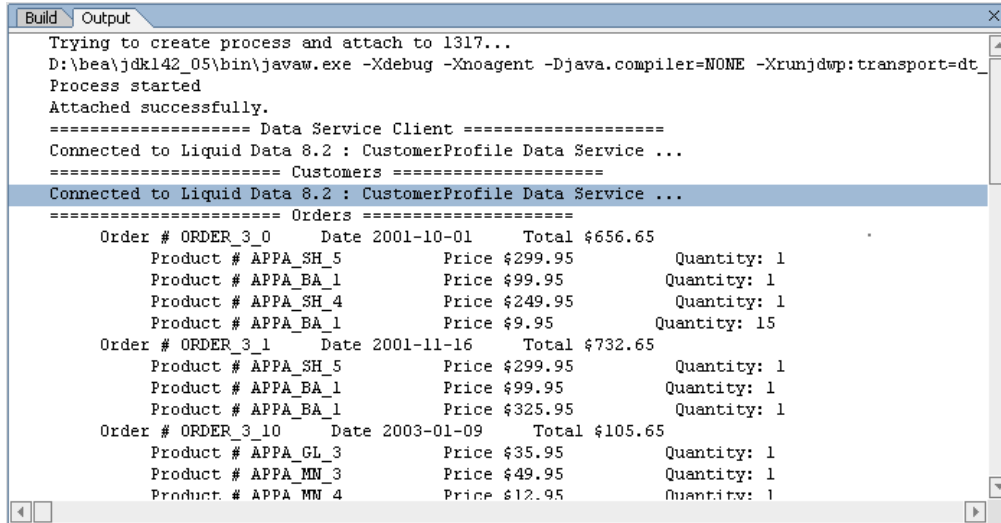 Build Output
Trying to create process and attach to 1317...
D:\bea\jdk142_05\bin\javaw.exe -Xdebug -Xnoagent -Djava.compiler=NONE -Xrunjdwp:transport=dt_
Process started
Attached successfully.
==================== Data Service Client ====================
Connected to Liquid Data 8.2 : CustomerProfile Data Service ...
======================= Customers =====================
Connected to Liquid Data 8.2 : CustomerProfile Data Service ...
======================= Orders =====================
Order # ORDER_3_0 Date 2001-10-01 Total $656.65
Product # APPA_SH_5 Price $299.95 Quantity: 1
Product # APPA_BA_1 Price $99.95 Quantity: 1
Product # APPA_SH_4 Price $249.95 Quantity: 1
Product # APPA_BA_1 Price $9.95 Quantity: 15
Order # ORDER_3_1 Date 2001-11-16 Total $732.65
Product # APPA_SH_5 Price $299.95 Quantity: 1
Product # APPA_BA_1 Price $99.95 Quantity: 1
Product # APPA_BA_1 Price $325.95 Quantity: 1
Order # ORDER_3_10 Date 2003-01-09 Total $105.65
Product # APPA_GL_3 Price $35.95 Quantity: 1
Product # APPA_MN_3 Price $49.95 Quantity: 1
Product # APPA_MN_4 Price $12.95 Quantity: 1